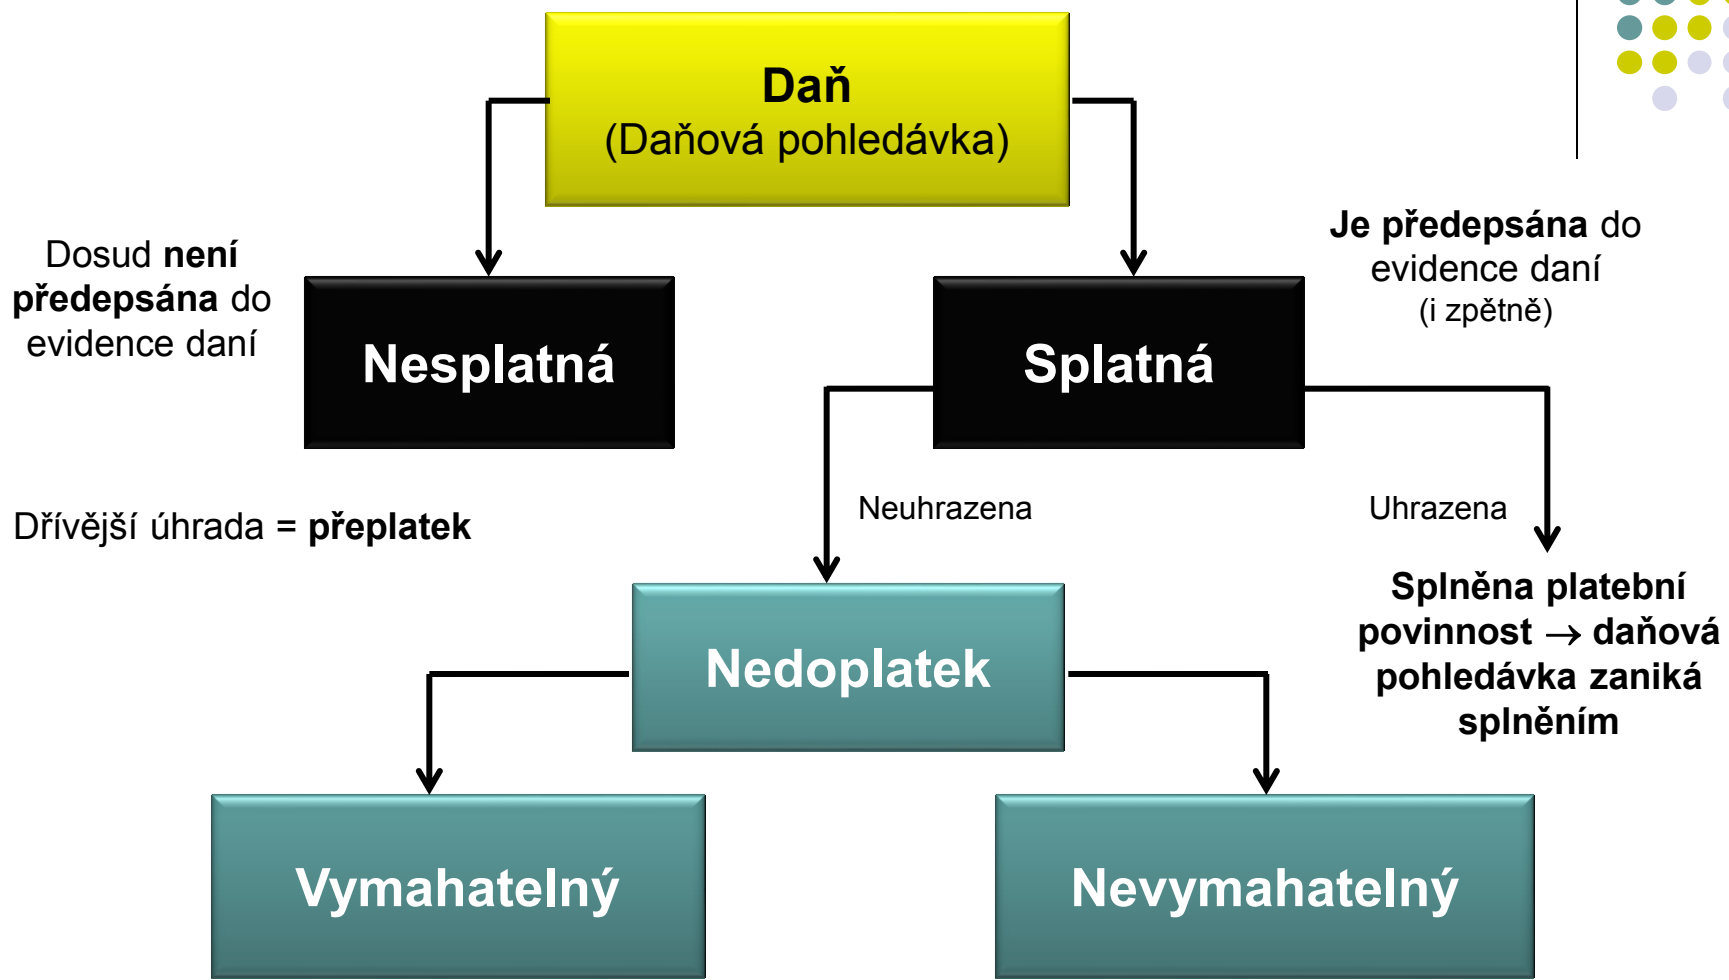 Daň
(Daňová pohledávka)
Dosud není
předepsána do
evidence daní
Je předepsána do
evidence daní
(i zpětně)
Nesplatná
Splatná
Dřívější úhrada = přeplatek
Neuhrazena
Uhrazena
Splněna platební
povinnost → daňová
pohledávka zaniká
splněním
Nedoplatek
Vymahatelný
Nevymahatelný